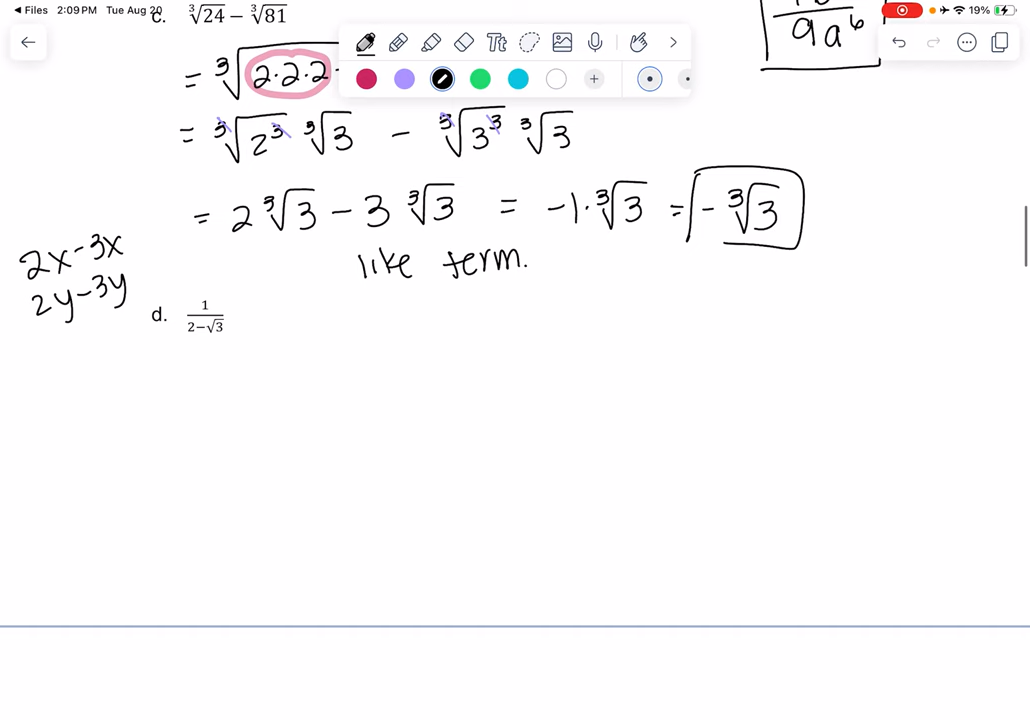 Files 2:09 PM Tue Aug 20 19%
c. ∛24 − ∛81
9a⁶
= ∛2·2·2
= ∛2³ ∛3 − ∛3³ ∛3
= 2∛3 − 3∛3 = −1·∛3 = −∛3
like term.
2x−3x
2y−3y
d. 1/(2−√3)
Tt